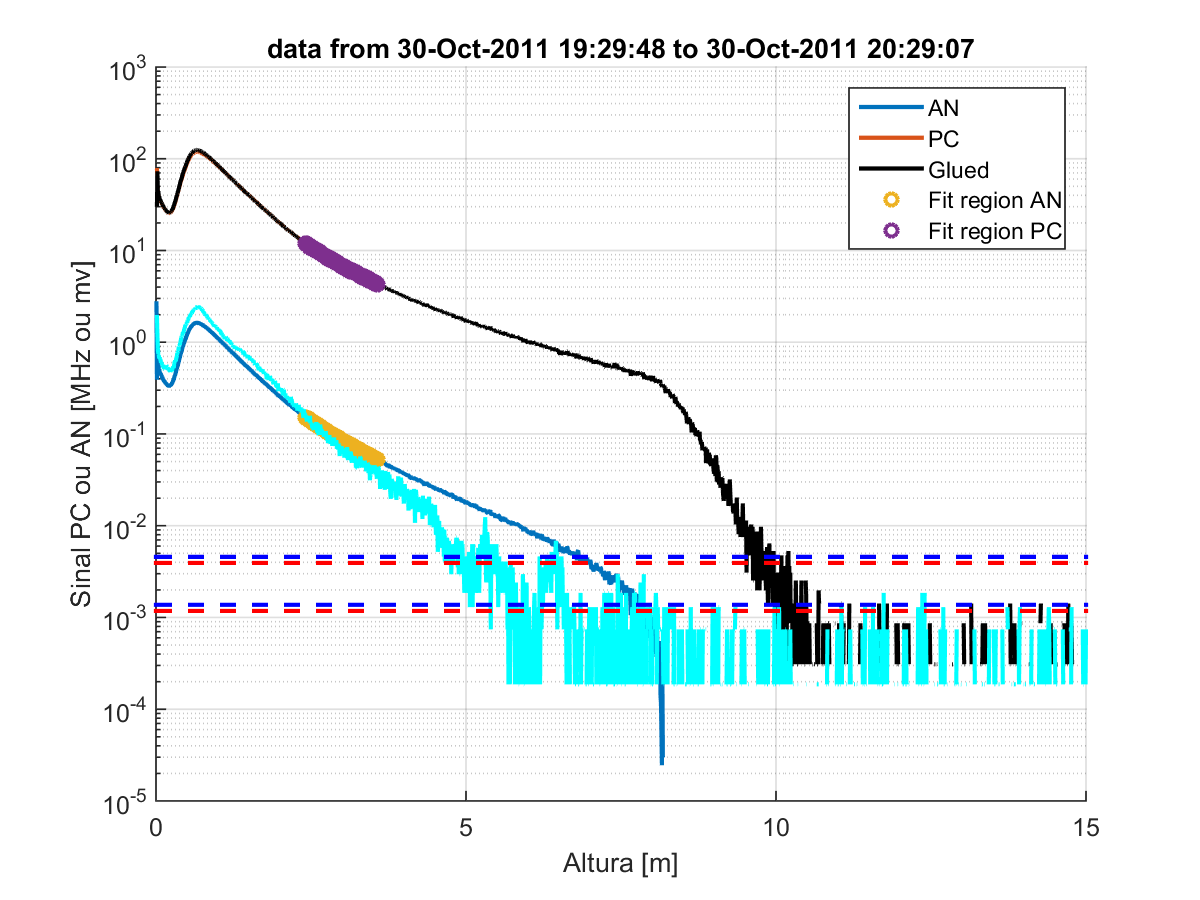 data from 30-Oct-2011 19:29:48 to 30-Oct-2011 20:29:07
AN
PC
Glued
Fit region AN
Fit region PC
Sinal PC ou AN [MHz ou mv]
10^3
10^2
10^1
10^0
10^-1
10^-2
10^-3
10^-4
10^-5
0 5 10 15
Altura [m]